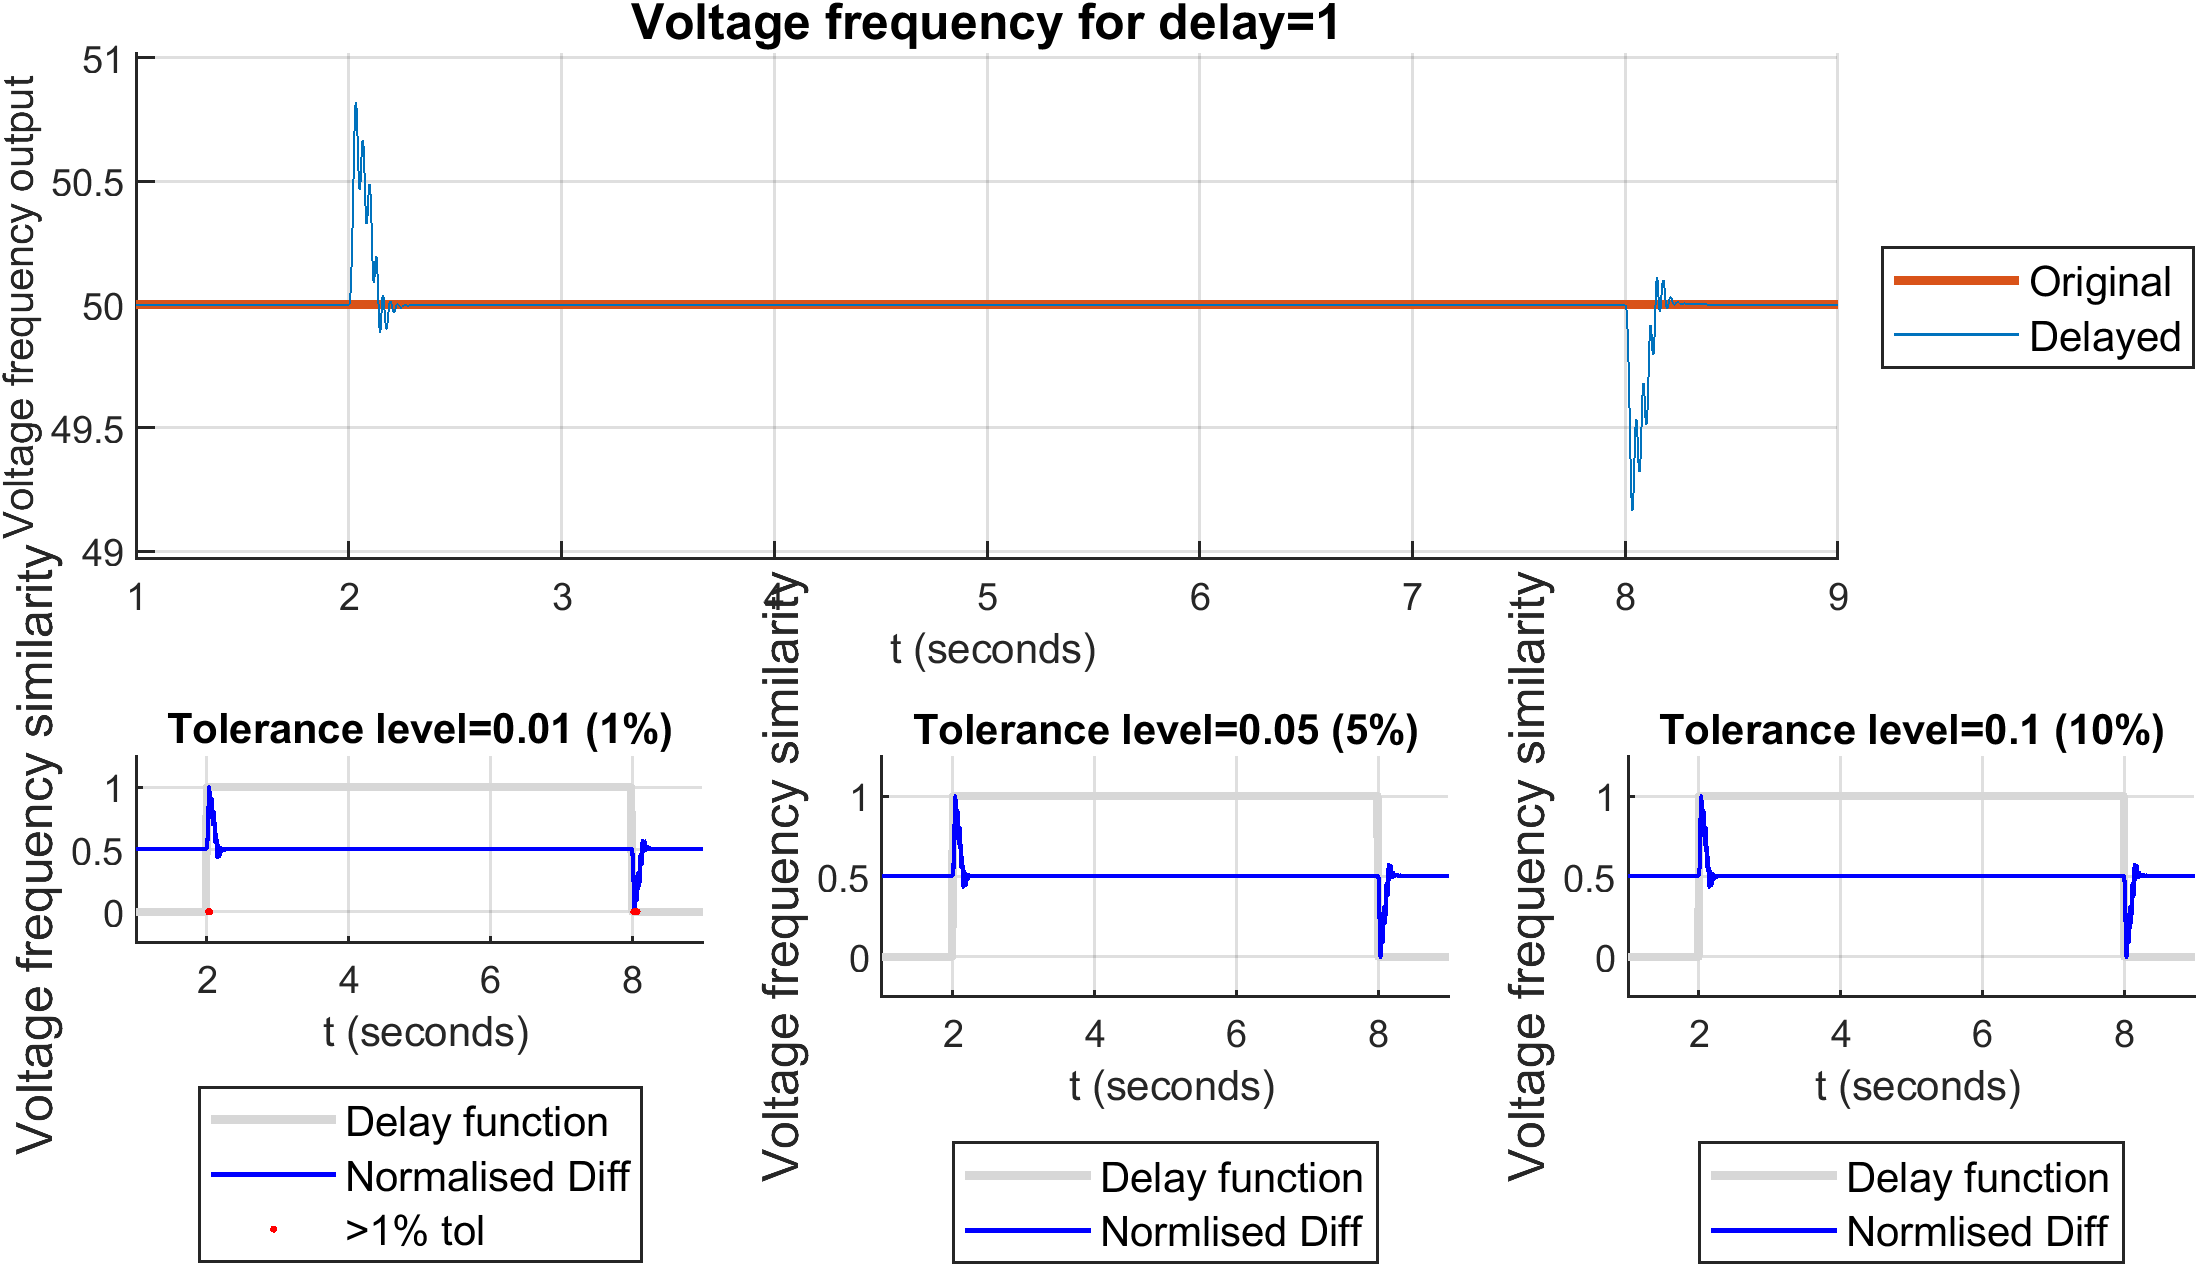 Voltage frequency for delay=1
Voltage frequency output
51
50.5
50
49.5
49
1 2 3 4 5 6 7 8 9
t (seconds)
Original
Delayed
Tolerance level=0.01 (1%)
Voltage frequency similarity
1
0.5
0
2 4 6 8
t (seconds)
Delay function
Normalised Diff
>1% tol
Tolerance level=0.05 (5%)
Voltage frequency similarity
1
0.5
0
2 4 6 8
t (seconds)
Delay function
Normlised Diff
Tolerance level=0.1 (10%)
Voltage frequency similarity
1
0.5
0
2 4 6 8
t (seconds)
Delay function
Normlised Diff